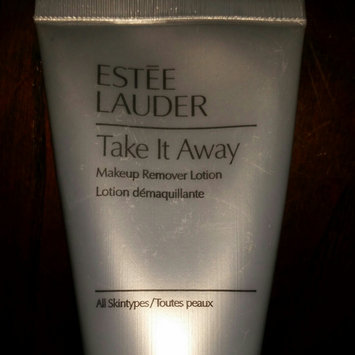 ESTĒE
LAUDER
Take It Away
Makeup Remover Lotion
Lotion démaquillante
All Skintypes/Toutes peaux